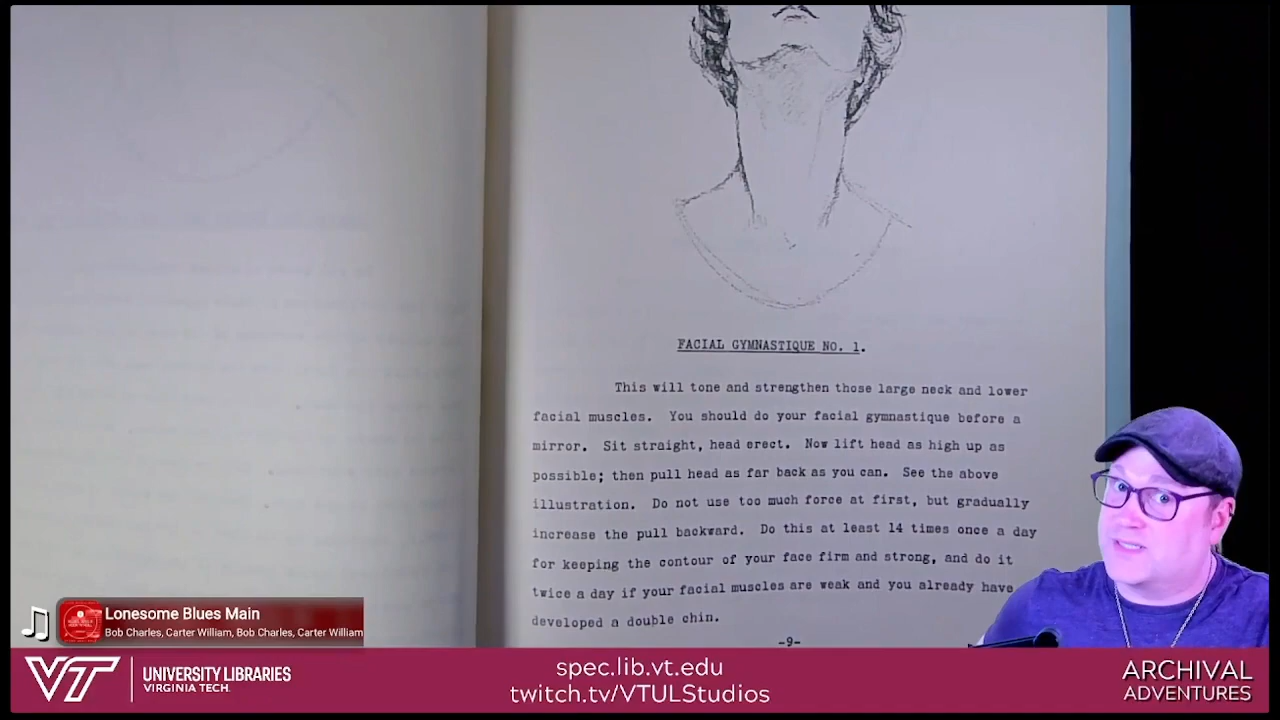 FACIAL GYMNASTIQUE NO. 1.
This will tone and strengthen those large neck and lower
facial muscles. You should do your facial gymnastique before a
mirror. Sit straight, head erect. Now lift head as high up as
possible; then pull head as far back as you can. See the above
illustration. Do not use too much force at first, but gradually
increase the pull backward. Do this at least 14 times once a day
for keeping the contour of your face firm and strong, and do it
twice a day if your facial muscles are weak and you already have
developed a double chin.
-9-
Lonesome Blues Main
Bob Charles, Carter William, Bob Charles, Carter William
VT UNIVERSITY LIBRARIES
VIRGINIA TECH.
spec.lib.vt.edu
twitch.tv/VTULStudios
ARCHIVAL
ADVENTURES